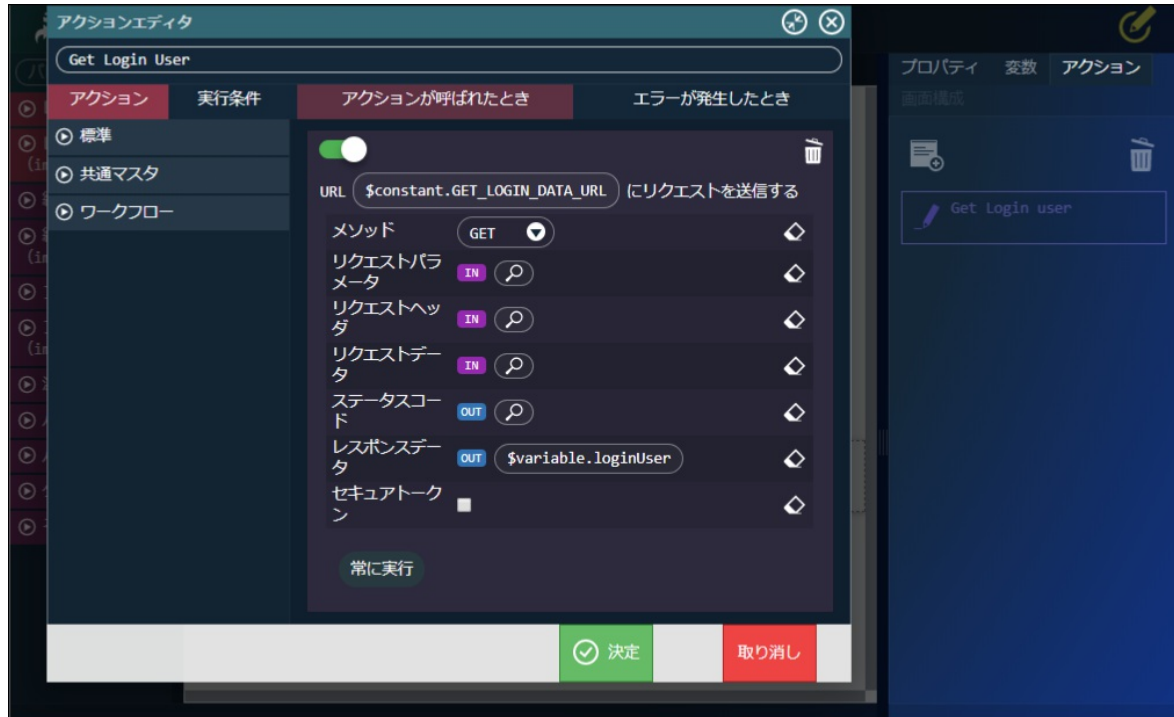 アクションエディタ
Get Login User
アクション 実行条件 アクションが呼ばれたとき エラーが発生したとき
標準
共通マスタ
ワークフロー
URL $constant.GET_LOGIN_DATA_URL にリクエストを送信する
メソッド GET
リクエストパラ
メータ IN
リクエストヘッ
ダ IN
リクエストデー
タ IN
ステータスコー
ド OUT
レスポンスデー
タ OUT $variable.loginUser
セキュアトーク
ン
常に実行
決定 取り消し
プロパティ 変数 アクション
画面構成
Get Login user